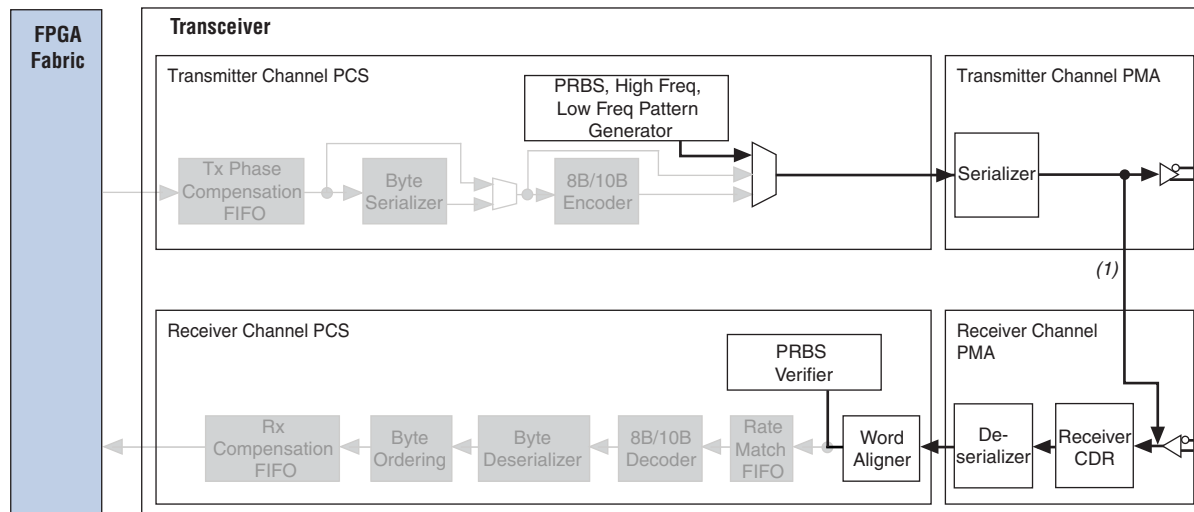 FPGA
Fabric
Transceiver
Transmitter Channel PCS
PRBS, High Freq,
Low Freq Pattern
Generator
Tx Phase
Compensation
FIFO
Byte
Serializer
8B/10B
Encoder
Transmitter Channel PMA
Serializer
(1)
Receiver Channel PCS
PRBS
Verifier
Rx
Compensation
FIFO
Byte
Ordering
Byte
Deserializer
8B/10B
Decoder
Rate
Match
FIFO
Word
Aligner
Receiver Channel
PMA
De-
serializer
Receiver
CDR